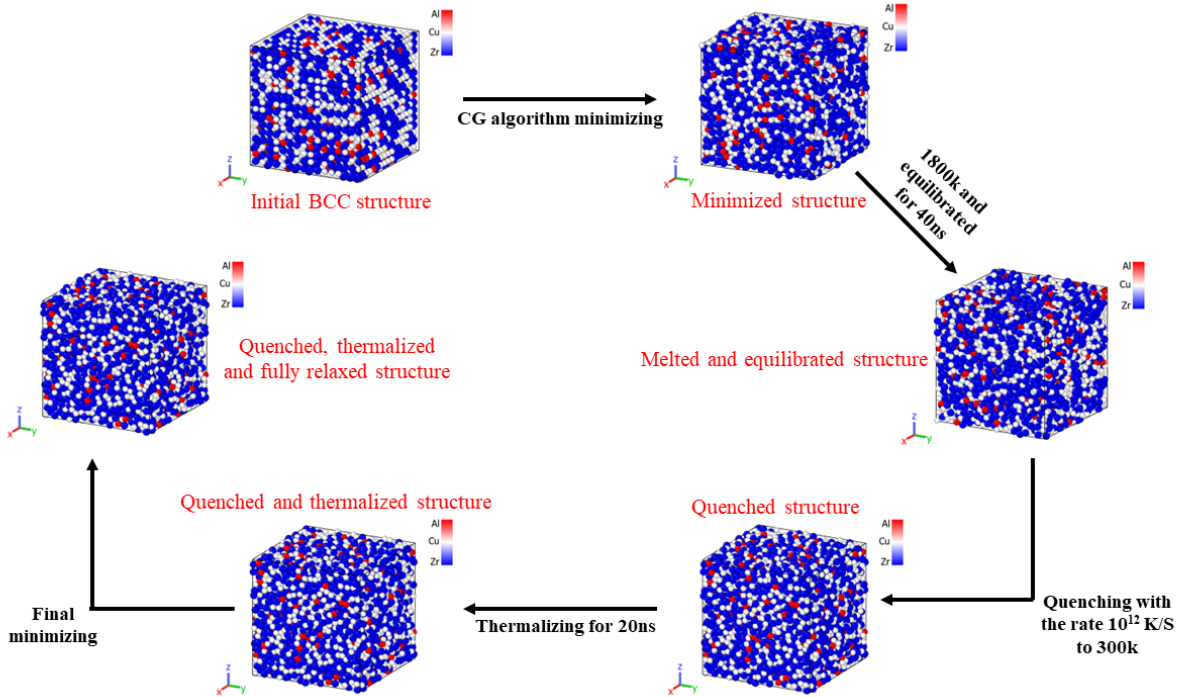 Al
Cu
Zr
z
x
y
Initial BCC structure
CG algorithm minimizing
Al
Cu
Zr
z
x
y
Minimized structure
1800k and
equilibrated
for 40ns
Al
Cu
Zr
z
x
y
Melted and equilibrated structure
Quenching with
the rate 10¹² K/S
to 300k
Quenched structure
Al
Cu
Zr
z
x
y
Thermalizing for 20ns
Quenched and thermalized structure
Al
Cu
Zr
z
x
y
Final
minimizing
Al
Cu
Zr
z
x
y
Quenched, thermalized
and fully relaxed structure